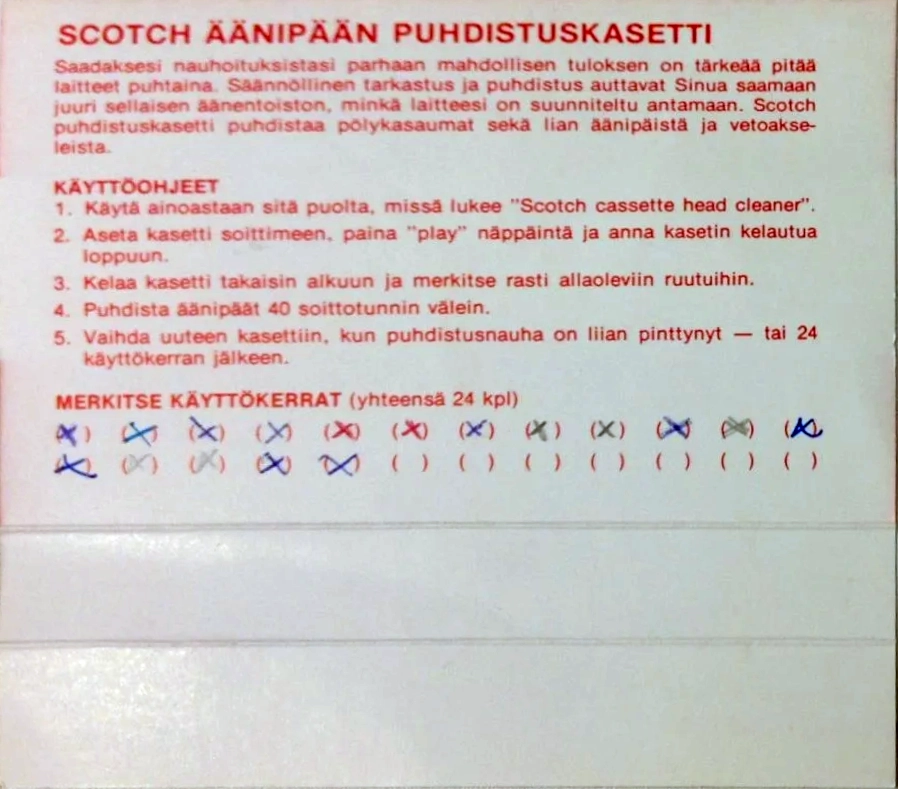 SCOTCH ÄÄNIPÄÄN PUHDISTUSKASETTI
Saadaksesi nauhoituksistasi parhaan mahdollisen tuloksen on tärkeää pitää
laitteet puhtaina. Säännöllinen tarkastus ja puhdistus auttavat Sinua saamaan
juuri sellaisen äänentoiston, minkä laitteesi on suunniteltu antamaan. Scotch
puhdistuskasetti puhdistaa pölykasaumat sekä lian äänipäistä ja vetoakse-
leista.
KÄYTTÖOHJEET
1. Käytä ainoastaan sitä puolta, missä lukee "Scotch cassette head cleaner".
2. Aseta kasetti soittimeen, paina "play" näppäintä ja anna kasetin kelautua
loppuun.
3. Kelaa kasetti takaisin alkuun ja merkitse rasti allaoleviin ruutuihin.
4. Puhdista äänipäät 40 soittotunnin välein.
5. Vaihda uuteen kasettiin, kun puhdistusnauha on liian pinttynyt — tai 24
käyttökerran jälkeen.
MERKITSE KÄYTTÖKERRAT (yhteensä 24 kpl)
(X) (X) (X) (X) (X) (X) (X) (X) (X) (X) (X) (X)
(X) (X) (X) (X) (X) ( ) ( ) ( ) ( ) ( ) ( ) ( )